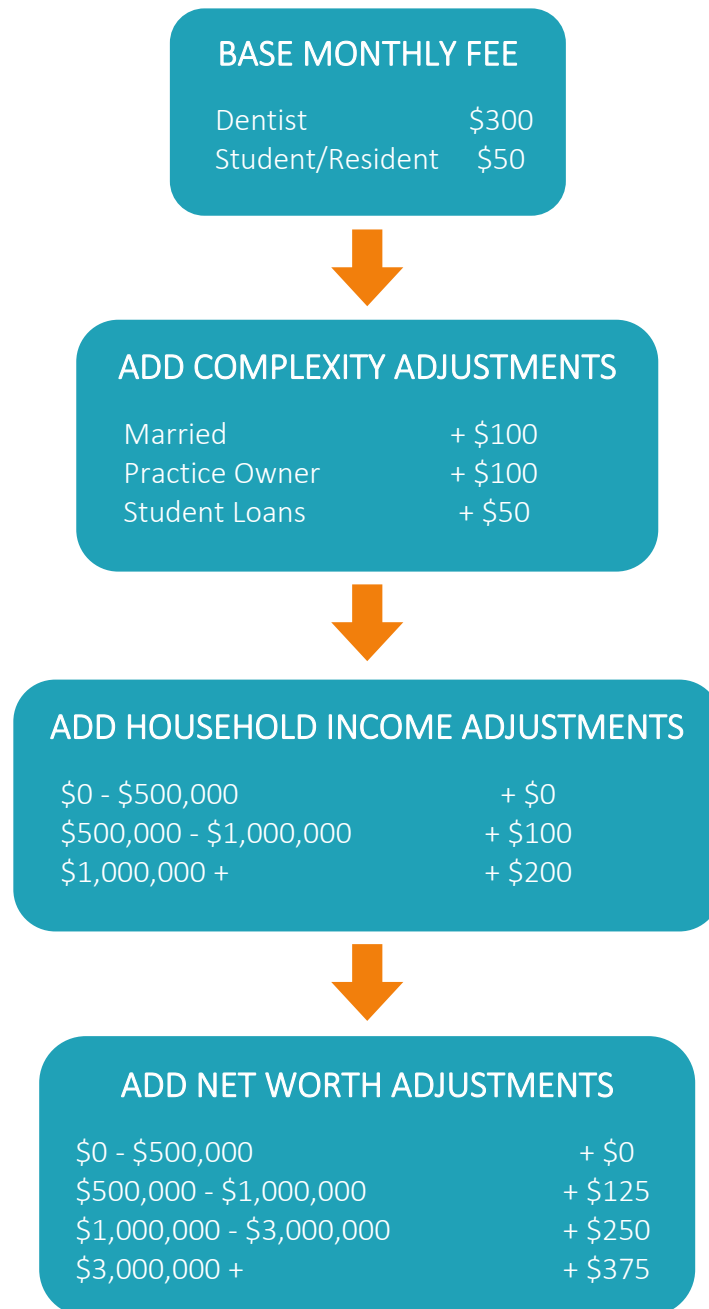 BASE MONTHLY FEE
Dentist $300
Student/Resident $50
ADD COMPLEXITY ADJUSTMENTS
Married + $100
Practice Owner + $100
Student Loans + $50
ADD HOUSEHOLD INCOME ADJUSTMENTS
$0 - $500,000 + $0
$500,000 - $1,000,000 + $100
$1,000,000 + + $200
ADD NET WORTH ADJUSTMENTS
$0 - $500,000 + $0
$500,000 - $1,000,000 + $125
$1,000,000 - $3,000,000 + $250
$3,000,000 + + $375